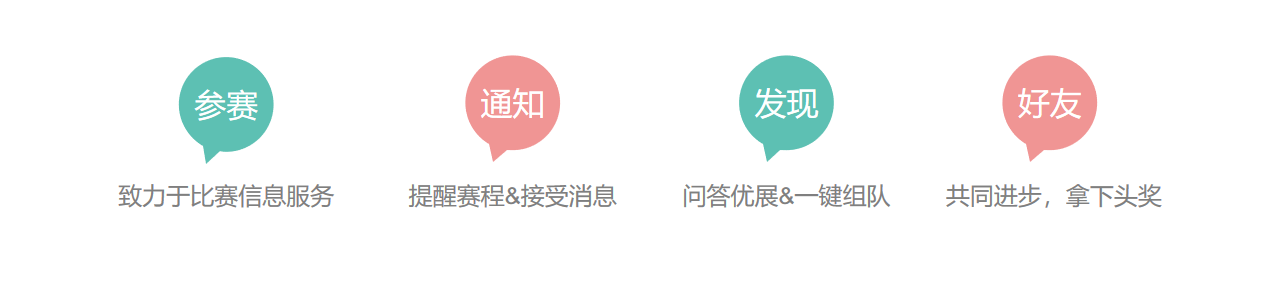 参赛
通知
发现
好友
致力于比赛信息服务
提醒赛程&接受消息
问答优展&一键组队
共同进步，拿下头奖